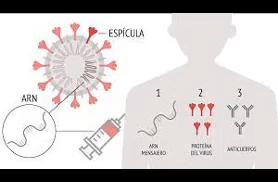 ESPÍCULA
ARN
1
2
3
ARN
MENSAJERO
PROTEÍNA
DEL VIRUS
ANTICUERPOS